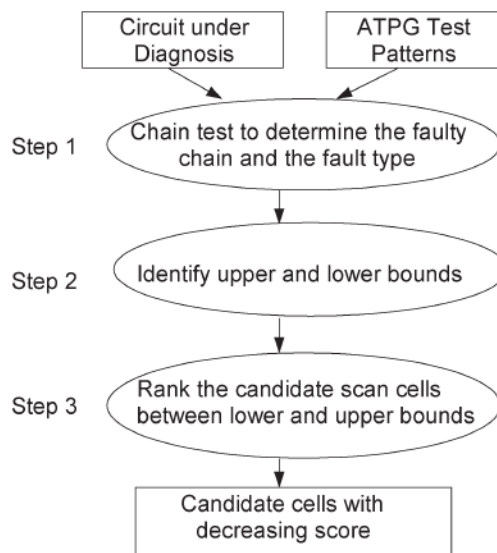 Circuit under
Diagnosis
ATPG Test
Patterns
Step 1
Chain test to determine the faulty
chain and the fault type
Step 2
Identify upper and lower bounds
Step 3
Rank the candidate scan cells
between lower and upper bounds
Candidate cells with
decreasing score